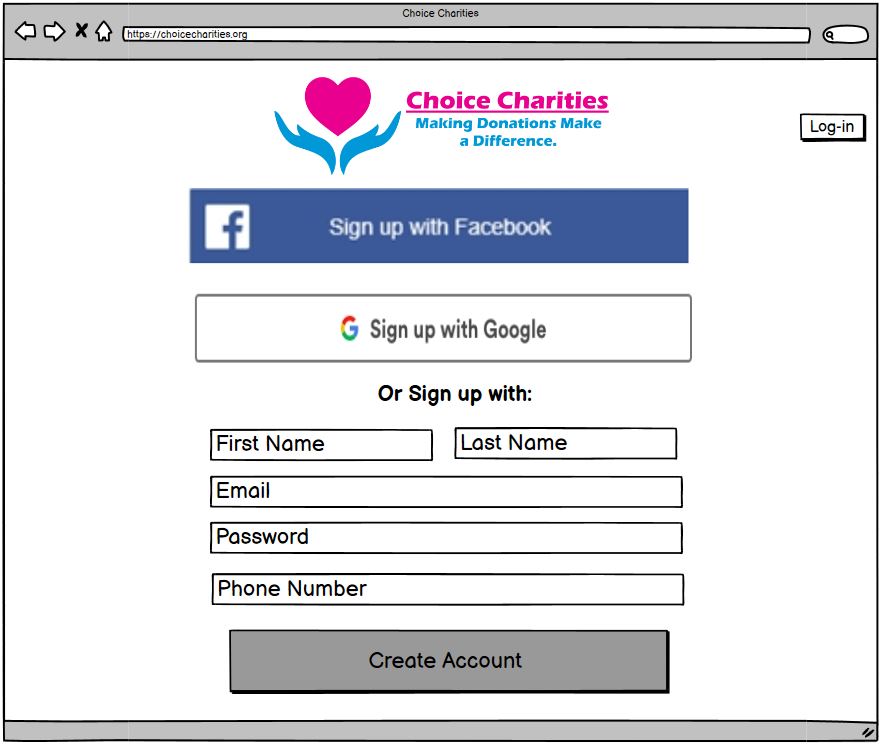 Choice Charities
https://choicecharities.org
Choice Charities
Making Donations Make
a Difference.
Log-in
Sign up with Facebook
Sign up with Google
Or Sign up with:
First Name
Last Name
Email
Password
Phone Number
Create Account